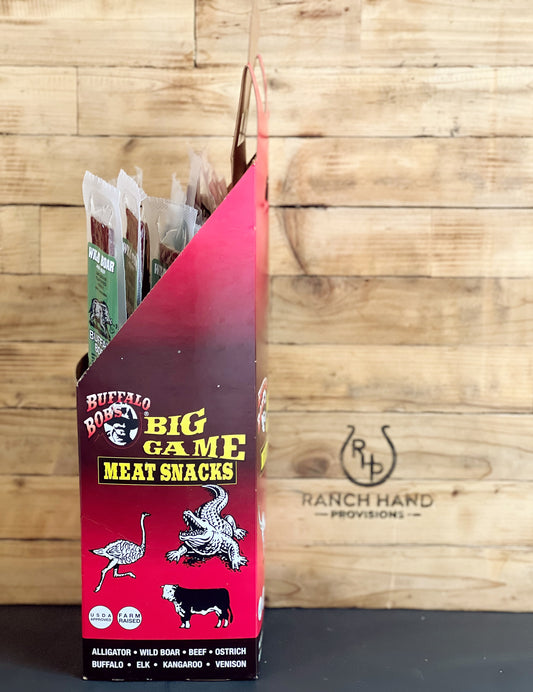 WILD BOAR
BUFFALO
BOB'S®
BIG
GAME
MEAT SNACKS
USDA
APPROVED
FARM
RAISED
ALLIGATOR • WILD BOAR • BEEF • OSTRICH
BUFFALO • ELK • KANGAROO • VENISON
RHP
RANCH HAND
PROVISIONS